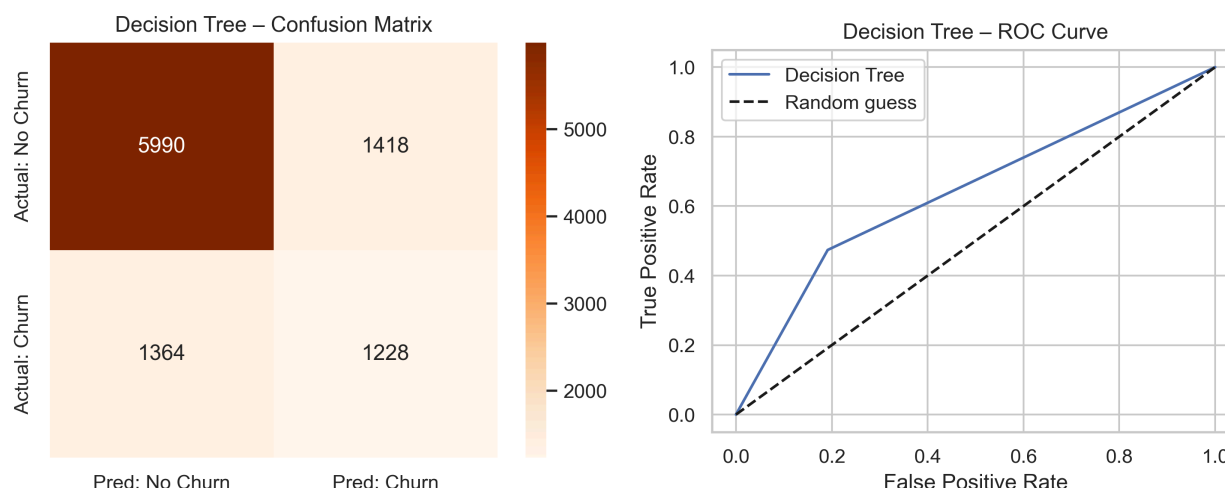 Decision Tree – Confusion Matrix
Actual: No Churn
Actual: Churn
5990
1418
1364
1228
Pred: No Churn
Pred: Churn
5000
4000
3000
2000
Decision Tree – ROC Curve
Decision Tree
Random guess
True Positive Rate
1.0
0.8
0.6
0.4
0.2
0.0
0.0
0.2
0.4
0.6
0.8
1.0
False Positive Rate